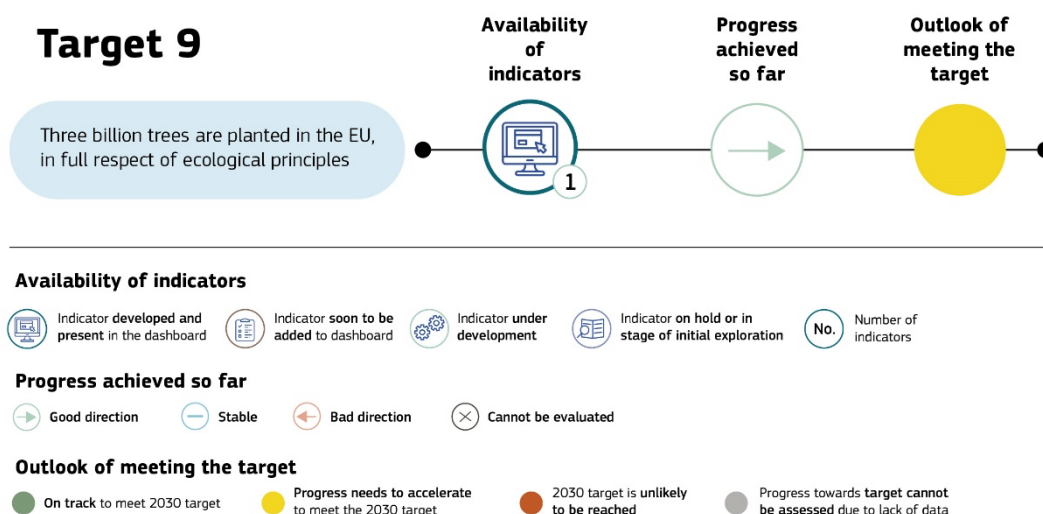 Target 9
Availability
of
indicators
Progress
achieved
so far
Outlook of
meeting the
target
Three billion trees are planted in the EU,
in full respect of ecological principles
1
Availability of indicators
Indicator developed and
present in the dashboard
Indicator soon to be
added to dashboard
Indicator under
development
Indicator on hold or in
stage of initial exploration
No.
Number of
indicators
Progress achieved so far
Good direction
Stable
Bad direction
Cannot be evaluated
Outlook of meeting the target
On track to meet 2030 target
Progress needs to accelerate
to meet the 2030 target
2030 target is unlikely
to be reached
Progress towards target cannot
be assessed due to lack of data